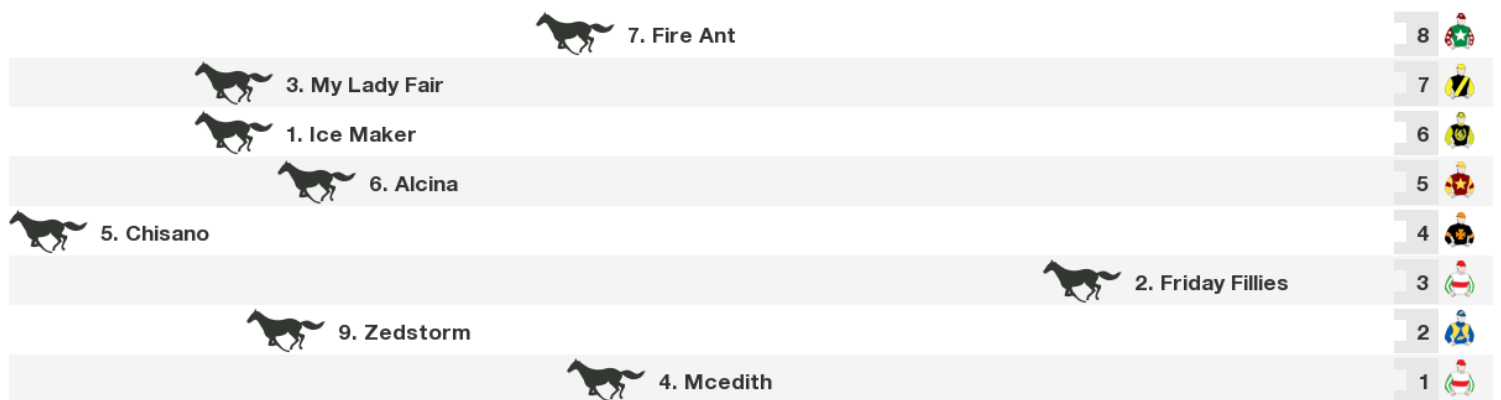 7. Fire Ant 8
3. My Lady Fair 7
1. Ice Maker 6
6. Alcina 5
5. Chisano 4
2. Friday Fillies 3
9. Zedstorm 2
4. Mcedith 1